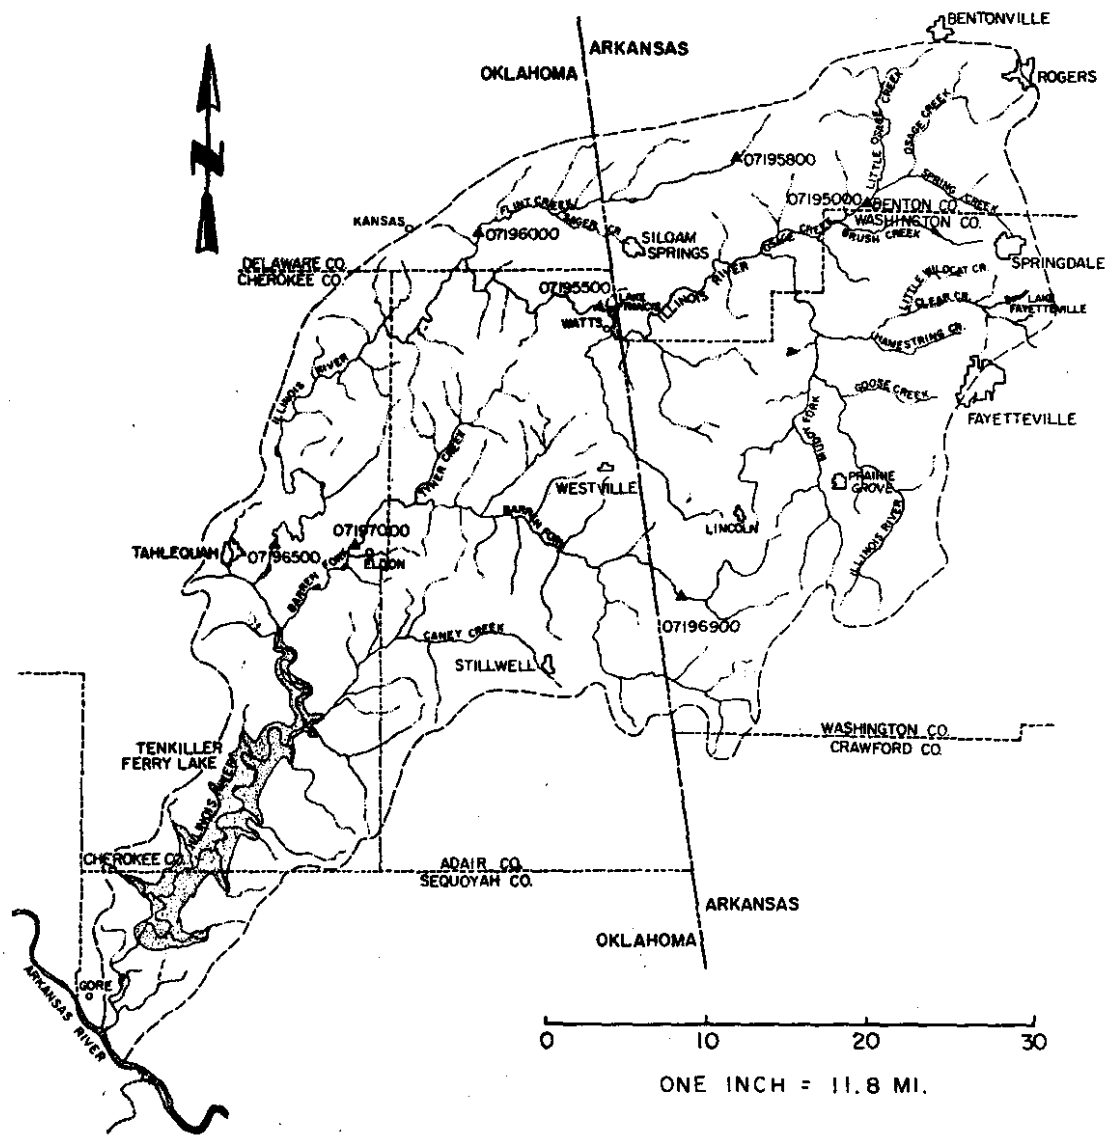 BENTONVILLE
ARKANSAS
OKLAHOMA
ROGERS
N
LITTLE OSAGE CREEK
OSAGE CREEK
07195800
SPRING CREEK
07195000
BENTON CO.
WASHINGTON CO.
FLINT CREEK
SAGER CR.
KANSAS
07196000
SILOAM
SPRINGS
OSAGE CREEK
BRUSH CREEK
SPRINGDALE
DELAWARE CO.
CHEROKEE CO.
ILLINOIS RIVER
LITTLE WILDCAT CR.
07195500
LAKE
FRANCIS
CLEAR CR.
LAKE
FAYETTEVILLE
WATTS
HAMESTRING CR.
ILLINOIS RIVER
GOOSE CREEK
FAYETTEVILLE
MUDDY FORK
TYNER CREEK
WESTVILLE
PRAIRIE
GROVE
BARREN FORK
LINCOLN
ILLINOIS RIVER
07197000
TAHLEQUAH
07196500
ELDON
BARREN FORK
07196900
CANEY CREEK
STILLWELL
WASHINGTON CO.
CRAWFORD CO.
TENKILLER
FERRY LAKE
ILLINOIS RIVER
CHEROKEE CO.
ADAIR CO.
SEQUOYAH CO.
ARKANSAS
OKLAHOMA
GORE
ARKANSAS RIVER
0 10 20 30
ONE INCH = 11.8 MI.